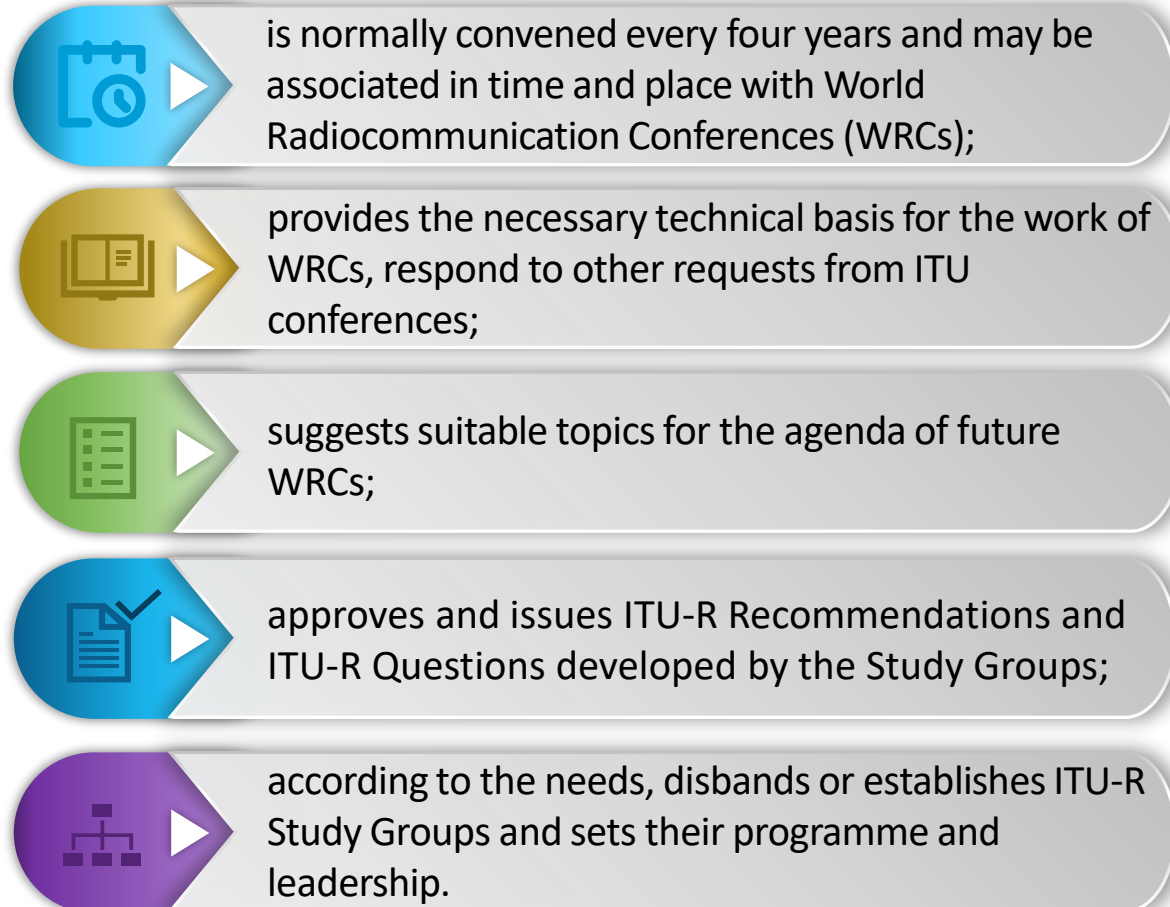 is normally convened every four years and may be
associated in time and place with World
Radiocommunication Conferences (WRCs);
provides the necessary technical basis for the work of
WRCs, respond to other requests from ITU
conferences;
suggests suitable topics for the agenda of future
WRCs;
approves and issues ITU-R Recommendations and
ITU-R Questions developed by the Study Groups;
according to the needs, disbands or establishes ITU-R
Study Groups and sets their programme and
leadership.